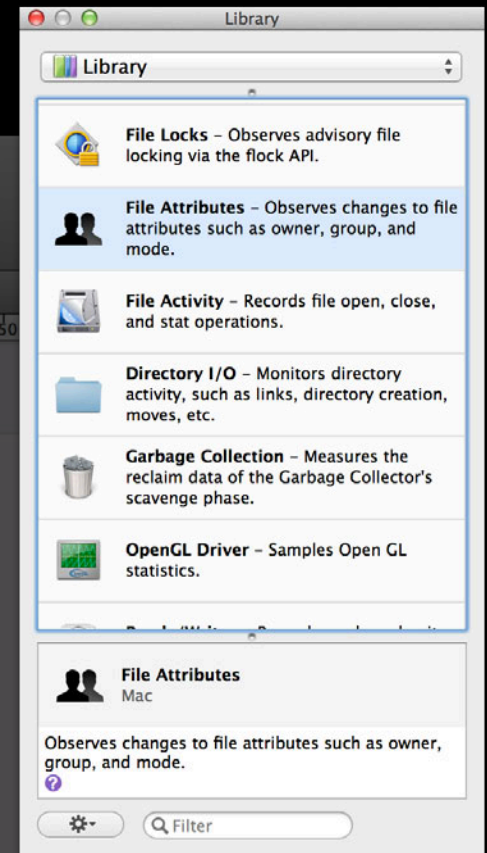 Library
Library
File Locks – Observes advisory file
locking via the flock API.
File Attributes – Observes changes to file
attributes such as owner, group, and
mode.
File Activity – Records file open, close,
and stat operations.
50
Directory I/O – Monitors directory
activity, such as links, directory creation,
moves, etc.
Garbage Collection – Measures the
reclaim data of the Garbage Collector's
scavenge phase.
OpenGL Driver – Samples Open GL
statistics.
File Attributes
Mac
Observes changes to file attributes such as owner,
group, and mode.
?
Filter